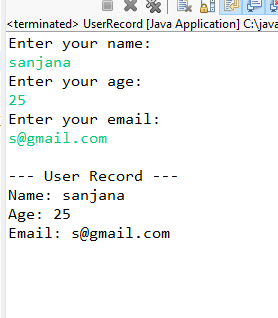 <terminated> UserRecord [Java Application] C:\java
Enter your name:
sanjana
Enter your age:
25
Enter your email:
s@gmail.com
--- User Record ---
Name: sanjana
Age: 25
Email: s@gmail.com